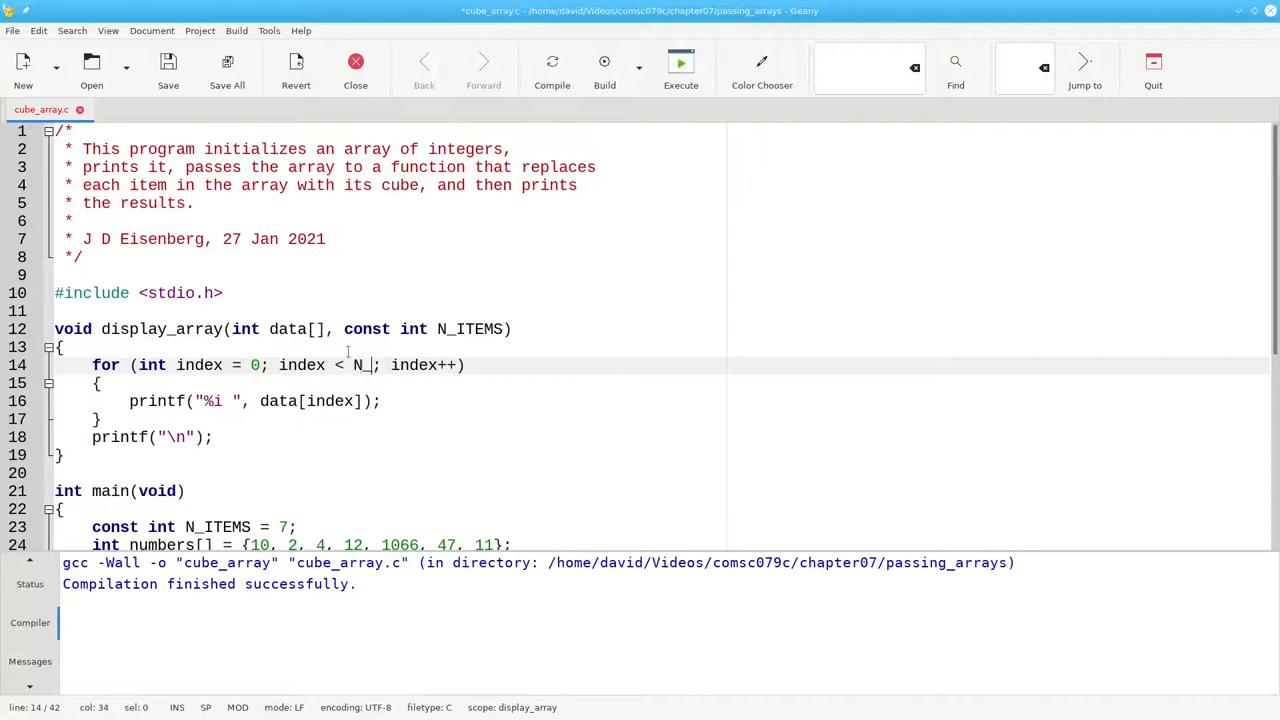 *cube_array.c - /home/david/Videos/comsc079c/chapter07/passing_arrays - Geany
File Edit Search View Document Project Build Tools Help
New Open Save Save All Revert Close Back Forward Compile Build Execute Color Chooser Find Jump to Quit
cube_array.c
1 /*
2 * This program initializes an array of integers,
3 * prints it, passes the array to a function that replaces
4 * each item in the array with its cube, and then prints
5 * the results.
6 *
7 * J D Eisenberg, 27 Jan 2021
8 */
9
10 #include <stdio.h>
11
12 void display_array(int data[], const int N_ITEMS)
13 {
14 for (int index = 0; index < N_; index++)
15 {
16 printf("%i ", data[index]);
17 }
18 printf("\n");
19 }
20
21 int main(void)
22 {
23 const int N_ITEMS = 7;
24 int numbers[] = {10, 2, 4, 12, 1066, 47, 11};
Status
Compiler
Messages
gcc -Wall -o "cube_array" "cube_array.c" (in directory: /home/david/Videos/comsc079c/chapter07/passing_arrays)
Compilation finished successfully.
line: 14 / 42 col: 34 sel: 0 INS SP MOD mode: LF encoding: UTF-8 filetype: C scope: display_array